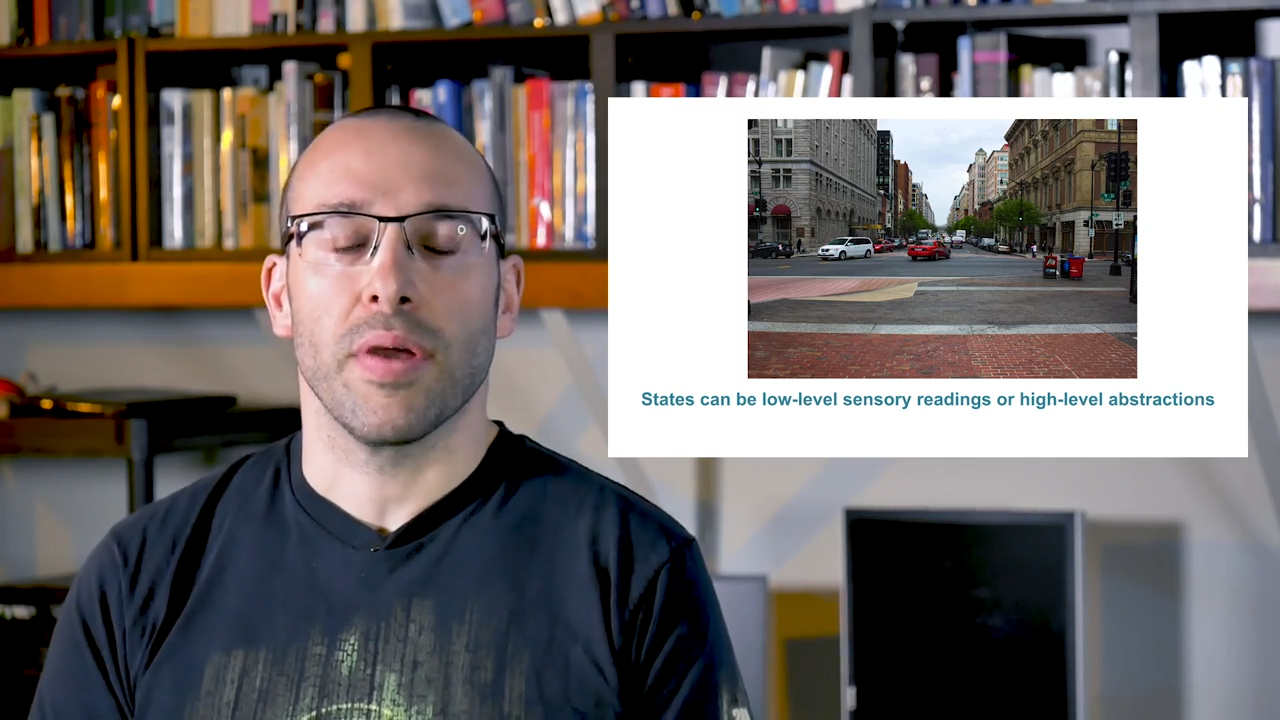 States can be low-level sensory readings or high-level abstractions